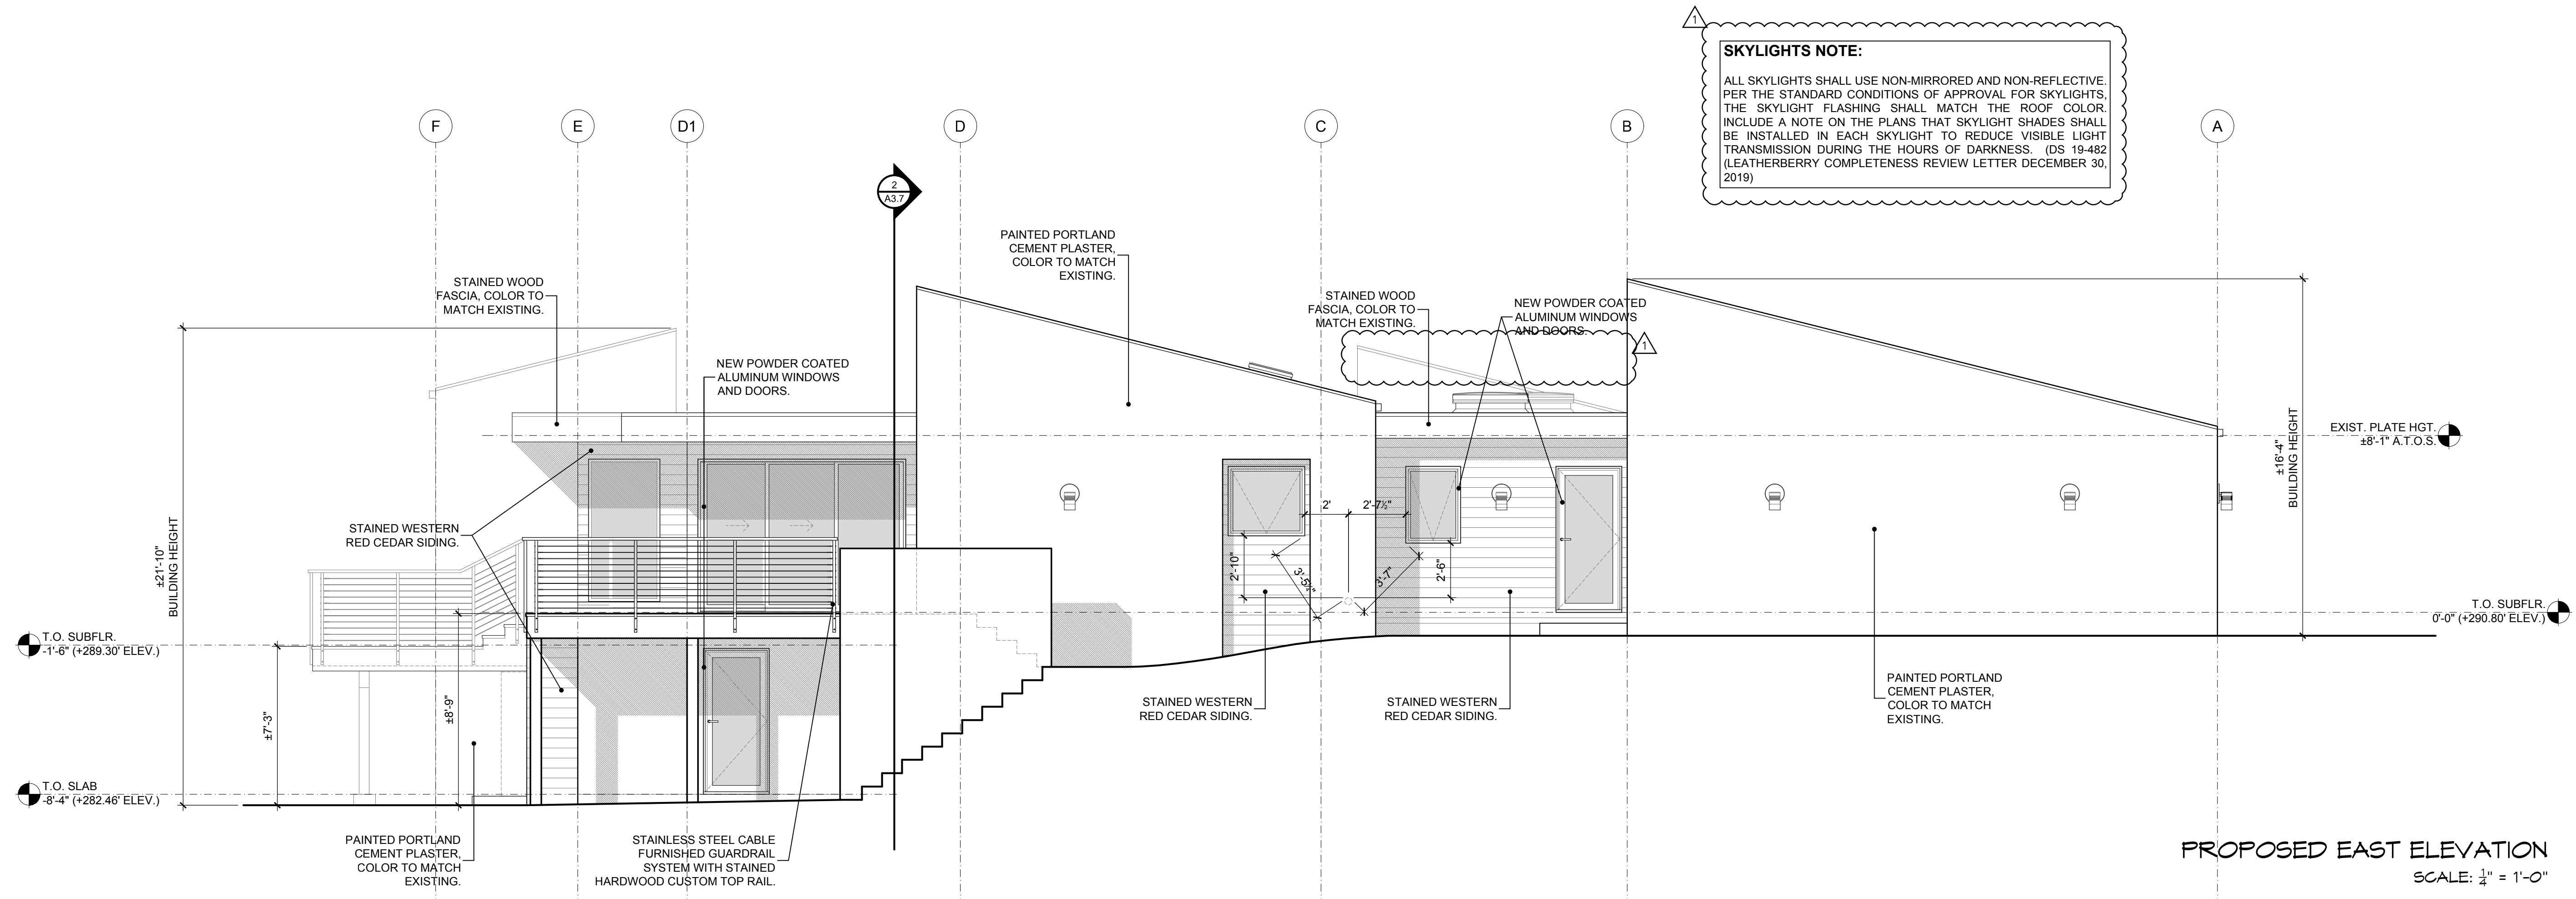 1
SKYLIGHTS NOTE:
ALL SKYLIGHTS SHALL USE NON-MIRRORED AND NON-REFLECTIVE.
PER THE STANDARD CONDITIONS OF APPROVAL FOR SKYLIGHTS,
THE SKYLIGHT FLASHING SHALL MATCH THE ROOF COLOR.
INCLUDE A NOTE ON THE PLANS THAT SKYLIGHT SHADES SHALL
BE INSTALLED IN EACH SKYLIGHT TO REDUCE VISIBLE LIGHT
TRANSMISSION DURING THE HOURS OF DARKNESS. (DS 19-482
(LEATHERBERRY COMPLETENESS REVIEW LETTER DECEMBER 30,
2019)
F
E
D1
D
C
B
A
2
A3.7
PAINTED PORTLAND
CEMENT PLASTER,
COLOR TO MATCH
EXISTING.
STAINED WOOD
FASCIA, COLOR TO
MATCH EXISTING.
STAINED WOOD
FASCIA, COLOR TO
MATCH EXISTING.
NEW POWDER COATED
ALUMINUM WINDOWS
AND DOORS.
1
NEW POWDER COATED
ALUMINUM WINDOWS
AND DOORS.
EXIST. PLATE HGT.
±8'-1" A.T.O.S.
±16'-4"
BUILDING HEIGHT
STAINED WESTERN
RED CEDAR SIDING.
±21'-10"
BUILDING HEIGHT
2'
2'-7½"
2'-10"
3'-5½"
3'-7"
2'-6"
T.O. SUBFLR.
0'-0" (+290.80' ELEV.)
T.O. SUBFLR.
-1'-6" (+289.30' ELEV.)
±7'-3"
±8'-9"
STAINED WESTERN
RED CEDAR SIDING.
STAINED WESTERN
RED CEDAR SIDING.
PAINTED PORTLAND
CEMENT PLASTER,
COLOR TO MATCH
EXISTING.
T.O. SLAB
-8'-4" (+282.46' ELEV.)
PAINTED PORTLAND
CEMENT PLASTER,
COLOR TO MATCH
EXISTING.
STAINLESS STEEL CABLE
FURNISHED GUARDRAIL
SYSTEM WITH STAINED
HARDWOOD CUSTOM TOP RAIL.
PROPOSED EAST ELEVATION
SCALE: ¼" = 1'-0"